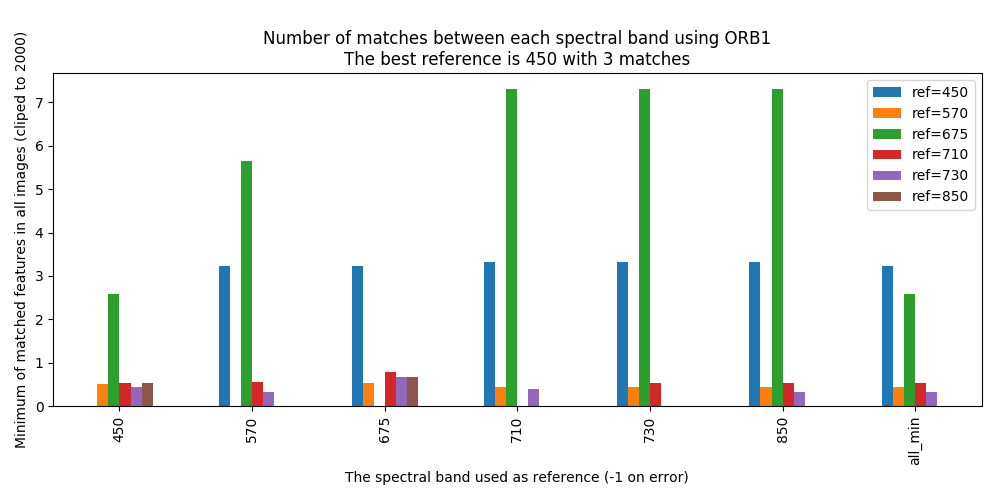 Number of matches between each spectral band using ORB1
The best reference is 450 with 3 matches
Minimum of matched features in all images (cliped to 2000)
7
6
5
4
3
2
1
0
ref=450
ref=570
ref=675
ref=710
ref=730
ref=850
450
570
675
710
730
850
all_min
The spectral band used as reference (-1 on error)